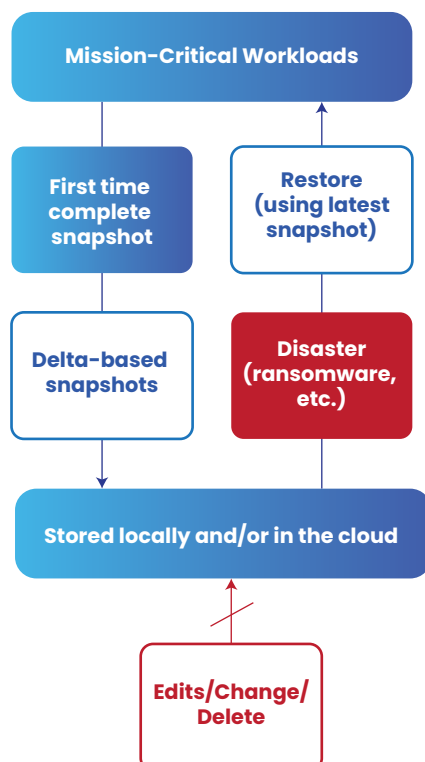 Mission-Critical Workloads
First time
complete
snapshot
Restore
(using latest
snapshot)
Delta-based
snapshots
Disaster
(ransomware,
etc.)
Stored locally and/or in the cloud
Edits/Change/
Delete